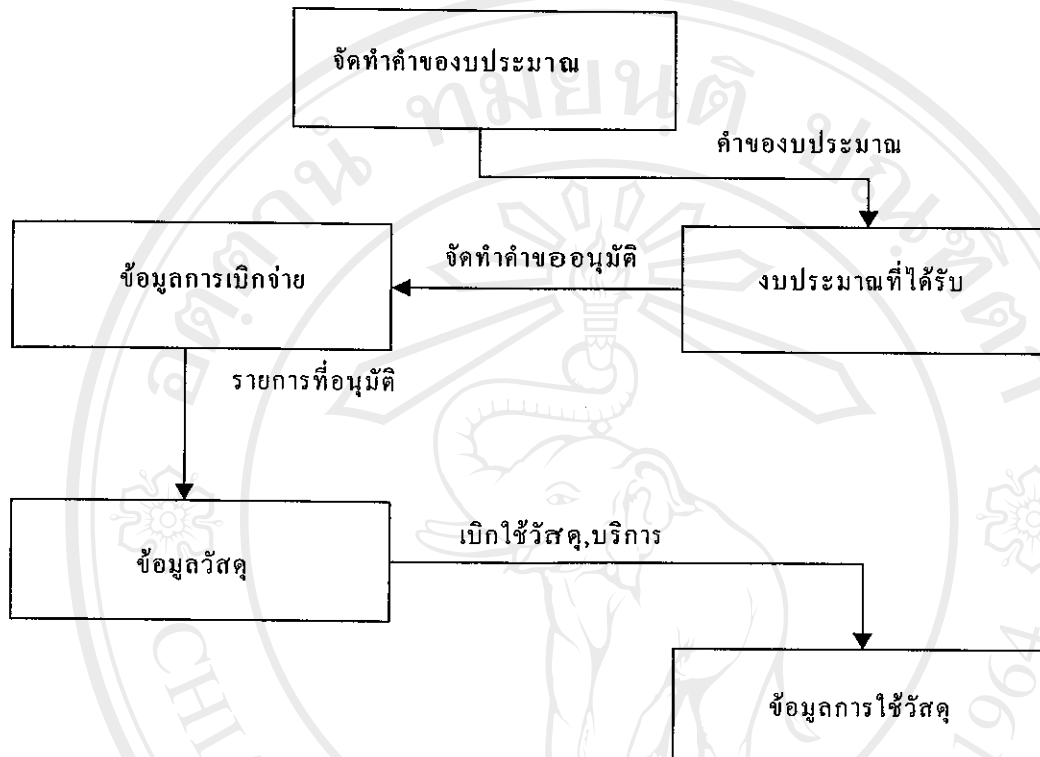 จัดทำคำของบประมาณ
คำของบประมาณ
ข้อมูลการเบิกจ่าย
จัดทำคำขออนุมัติ
งบประมาณที่ได้รับ
รายการที่อนุมัติ
ข้อมูลวัสดุ
เบิกใช้วัสดุ,บริการ
ข้อมูลการใช้วัสดุ
1964